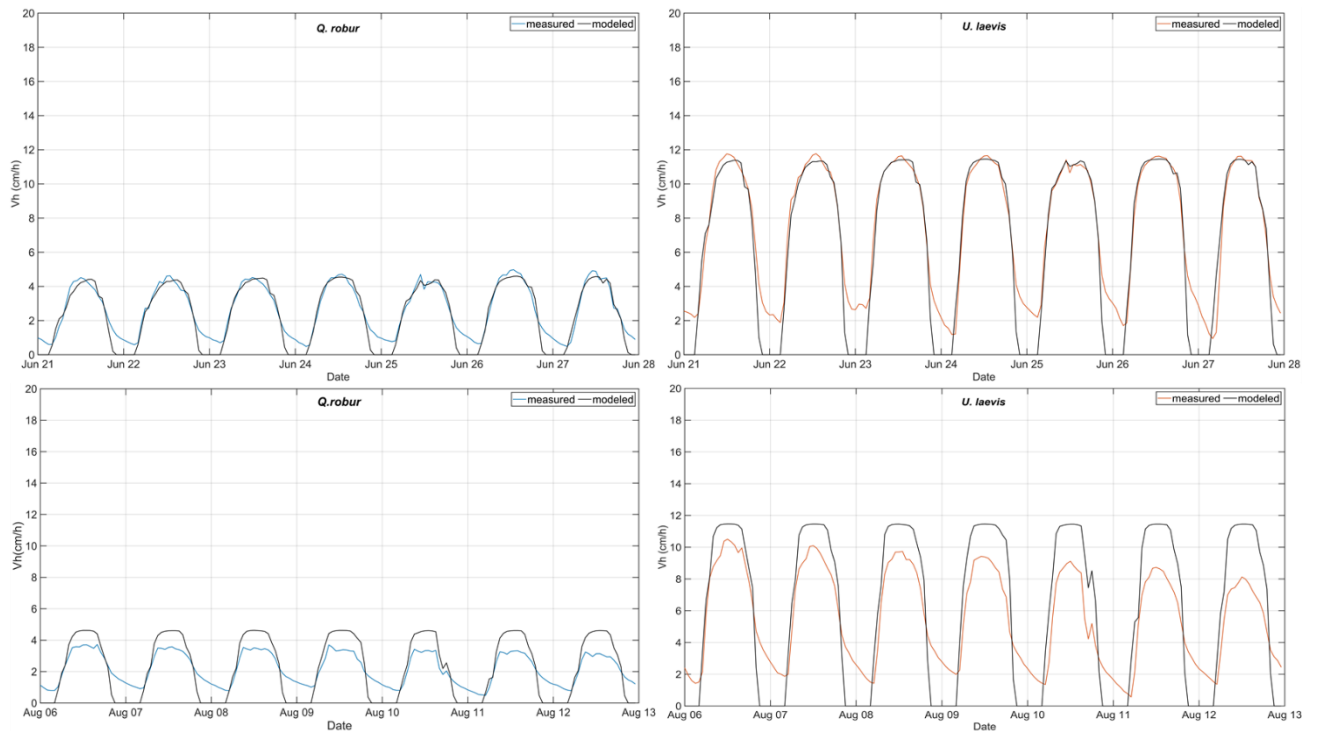 Q. robur
measured modeled
20
18
16
14
12
10
8
6
4
2
0
Vh (cm/h)
Jun 21 Jun 22 Jun 23 Jun 24 Jun 25 Jun 26 Jun 27 Jun 28
Date
U. laevis
measured modeled
20
18
16
14
12
10
8
6
4
2
0
Vh (cm/h)
Jun 21 Jun 22 Jun 23 Jun 24 Jun 25 Jun 26 Jun 27 Jun 28
Date
Q.robur
measured modeled
20
18
16
14
12
10
8
6
4
2
0
Vh(cm/h)
Aug 06 Aug 07 Aug 08 Aug 09 Aug 10 Aug 11 Aug 12 Aug 13
Date
U. laevis
measured modeled
20
18
16
14
12
10
8
6
4
2
0
Vh (cm/h)
Aug 06 Aug 07 Aug 08 Aug 09 Aug 10 Aug 11 Aug 12 Aug 13
Date